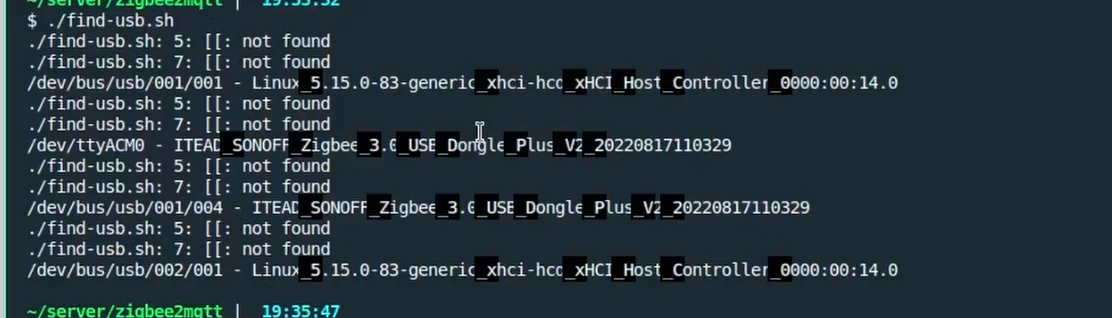 ~/server/zigbee2mqtt | 19:35:32
$ ./find-usb.sh
./find-usb.sh: 5: [[: not found
./find-usb.sh: 7: [[: not found
/dev/bus/usb/001/001 - Linux_5.15.0-83-generic_xhci-hcd_xHCI_Host_Controller_0000:00:14.0
./find-usb.sh: 5: [[: not found
./find-usb.sh: 7: [[: not found
/dev/ttyACM0 - ITEAD_SONOFF_Zigbee_3.0_USB_Dongle_Plus_V2_20220817110329
./find-usb.sh: 5: [[: not found
./find-usb.sh: 7: [[: not found
/dev/bus/usb/001/004 - ITEAD_SONOFF_Zigbee_3.0_USB_Dongle_Plus_V2_20220817110329
./find-usb.sh: 5: [[: not found
./find-usb.sh: 7: [[: not found
/dev/bus/usb/002/001 - Linux_5.15.0-83-generic_xhci-hcd_xHCI_Host_Controller_0000:00:14.0
~/server/zigbee2mqtt | 19:35:47